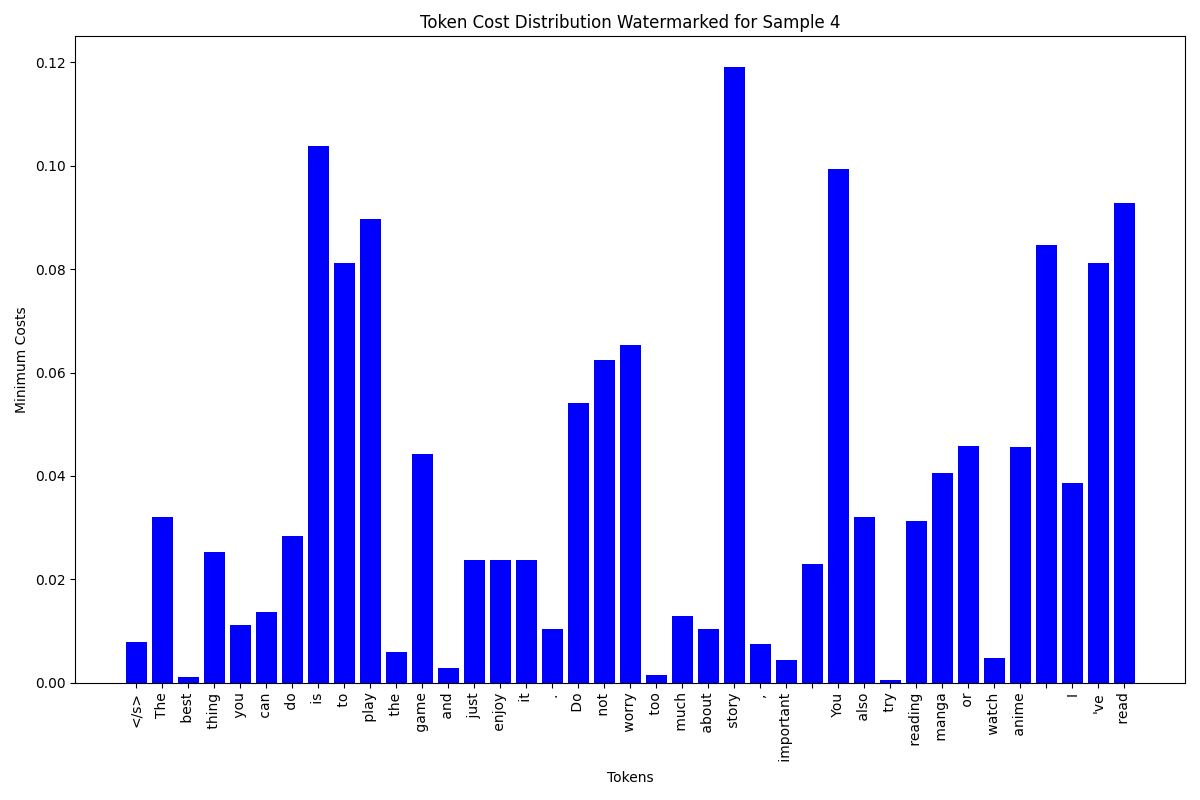 Token Cost Distribution Watermarked for Sample 4
Minimum Costs
0.12
0.10
0.08
0.06
0.04
0.02
0.00
</s>
The
best
thing
you
can
do
is
to
play
the
game
and
just
enjoy
it
.
Do
not
worry
too
much
about
story
,
important
You
also
try
reading
manga
or
watch
anime
I
've
read
Tokens